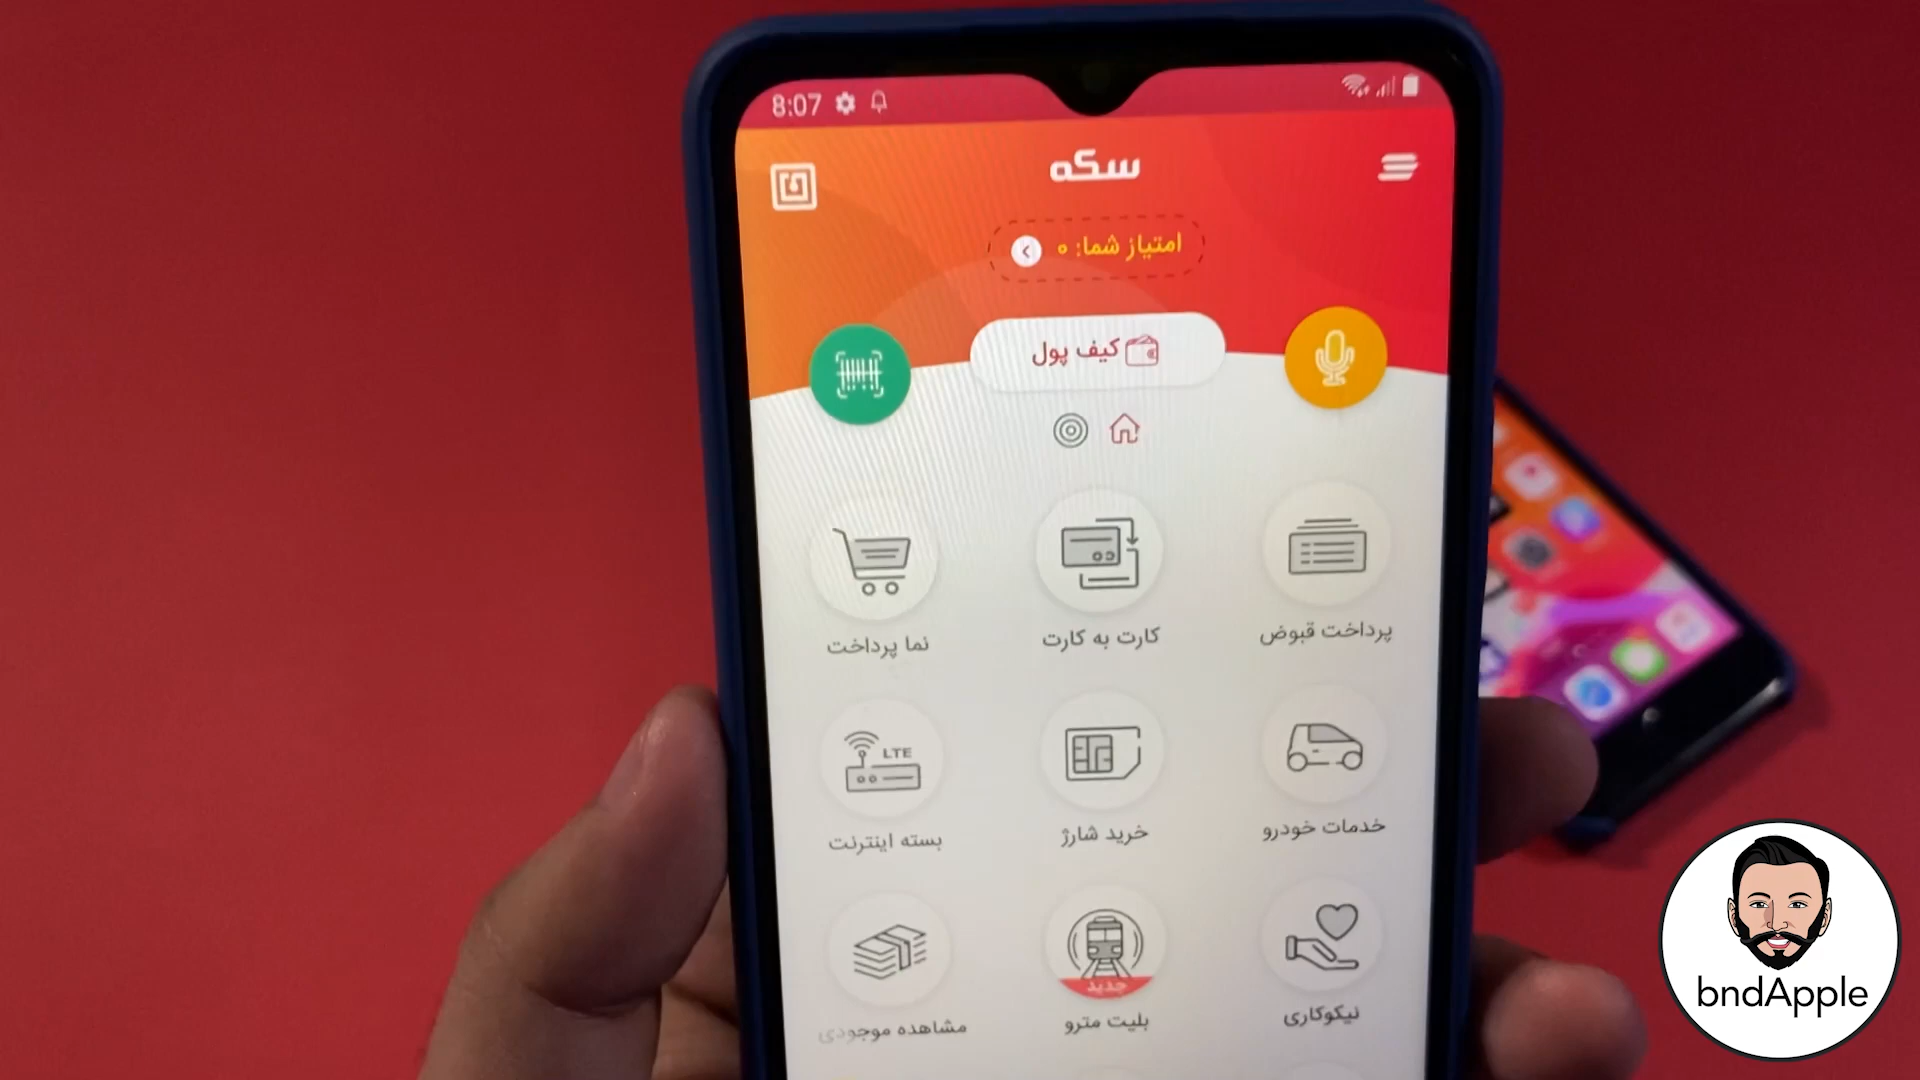 8:07
سکه
امتیاز شما: ۰
کیف پول
پرداخت قبوض
کارت به کارت
نما پرداخت
خدمات خودرو
خرید شارژ
LTE
بسته اینترنت
جدید
نیکوکاری
بلیت مترو
مشاهده موجودی
bndApple